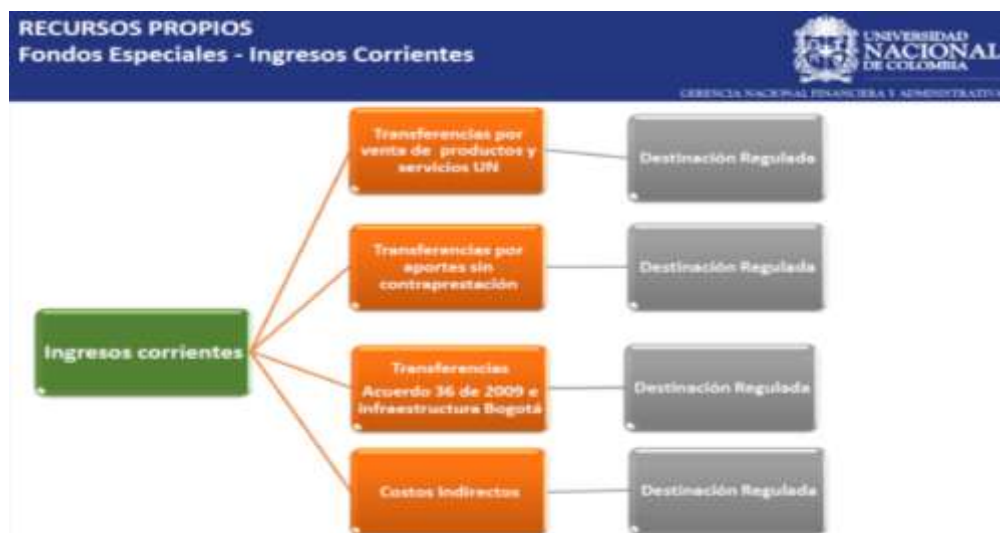 RECURSOS PROPIOS
Fondos Especiales - Ingresos Corrientes
UNIVERSIDAD
NACIONAL
DE COLOMBIA
GERENCIA NACIONAL FINANCIERA Y ADMINISTRATIVA
Transferencias por
venta de productos y
servicios UN
Destinación Regulada
Transferencias por
aportes sin
contraprestación
Destinación Regulada
Ingresos corrientes
Transferencias
Acuerdo 36 de 2009 e
infraestructura Bogotá
Destinación Regulada
Costos Indirectos
Destinación Regulada